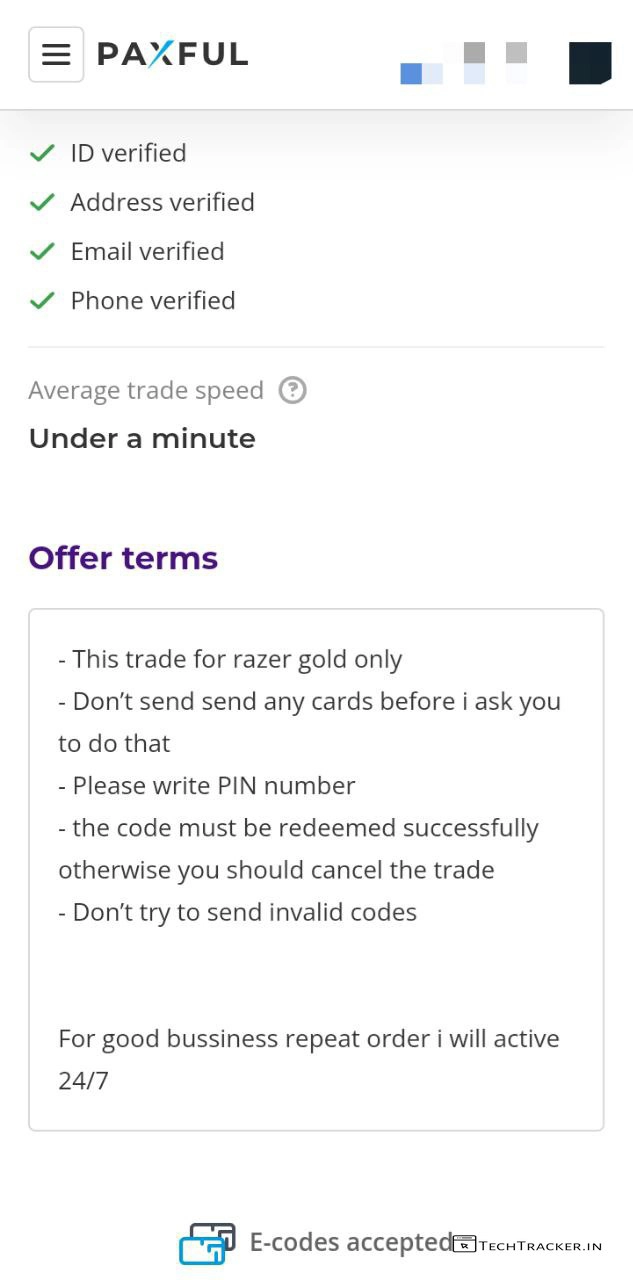 PAXFUL
ID verified
Address verified
Email verified
Phone verified
Average trade speed ?
Under a minute
Offer terms
- This trade for razer gold only
- Don’t send send any cards before i ask you
to do that
- Please write PIN number
- the code must be redeemed successfully
otherwise you should cancel the trade
- Don’t try to send invalid codes
For good bussiness repeat order i will active
24/7
E-codes accepted TECHTRACKER.IN